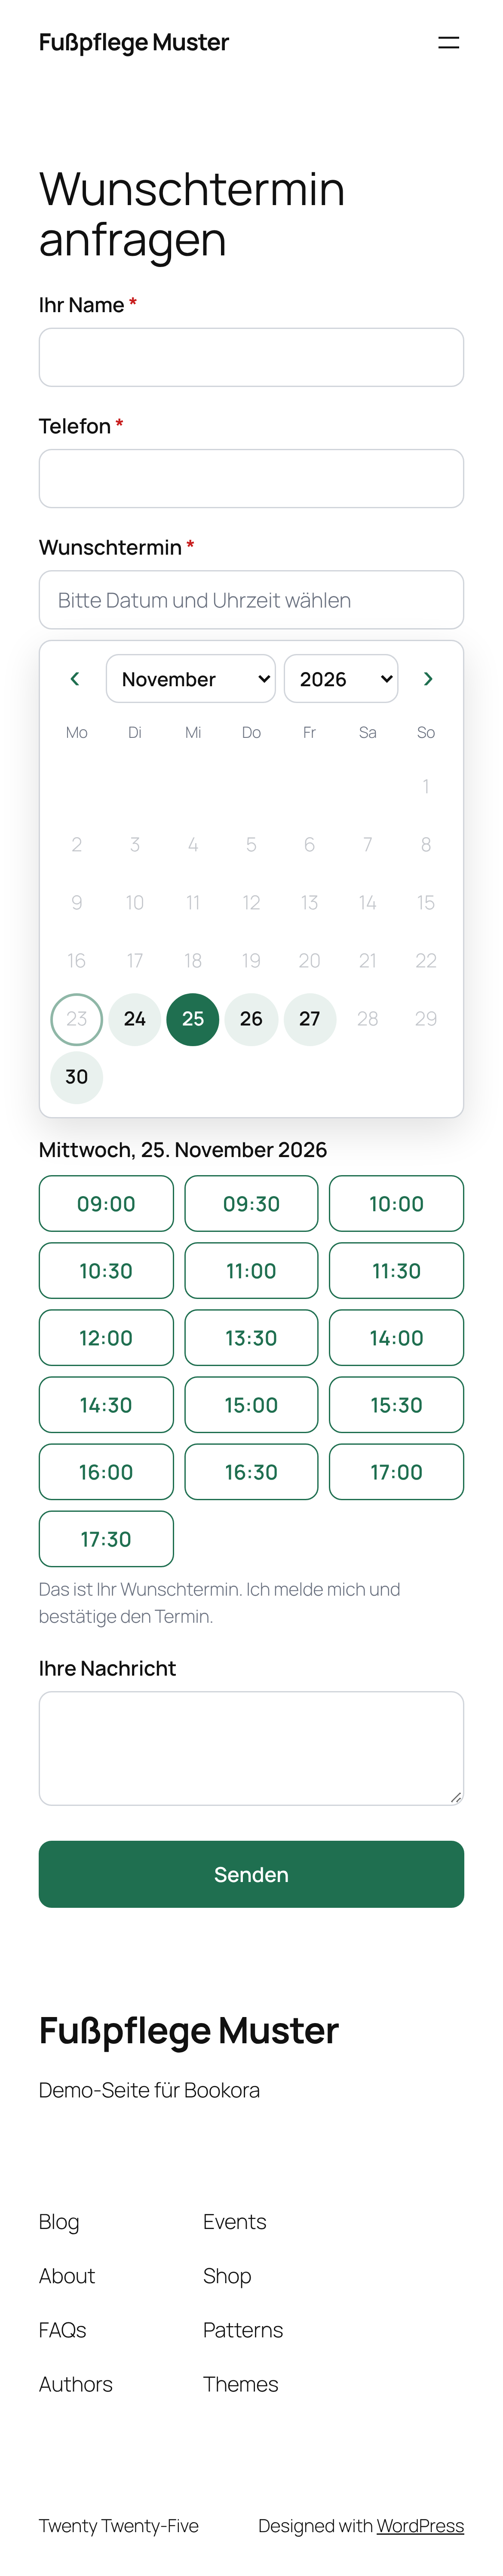 Fußpflege Muster
Wunschtermin
anfragen
Ihr Name *
Telefon *
Wunschtermin *
Bitte Datum und Uhrzeit wählen
‹ November 2026 ›
Mo Di Mi Do Fr Sa So
1
2 3 4 5 6 7 8
9 10 11 12 13 14 15
16 17 18 19 20 21 22
23 24 25 26 27 28 29
30
Mittwoch, 25. November 2026
09:00 09:30 10:00
10:30 11:00 11:30
12:00 13:30 14:00
14:30 15:00 15:30
16:00 16:30 17:00
17:30
Das ist Ihr Wunschtermin. Ich melde mich und
bestätige den Termin.
Ihre Nachricht
Senden
Fußpflege Muster
Demo-Seite für Bookora
Blog Events
About Shop
FAQs Patterns
Authors Themes
Twenty Twenty-Five Designed with WordPress